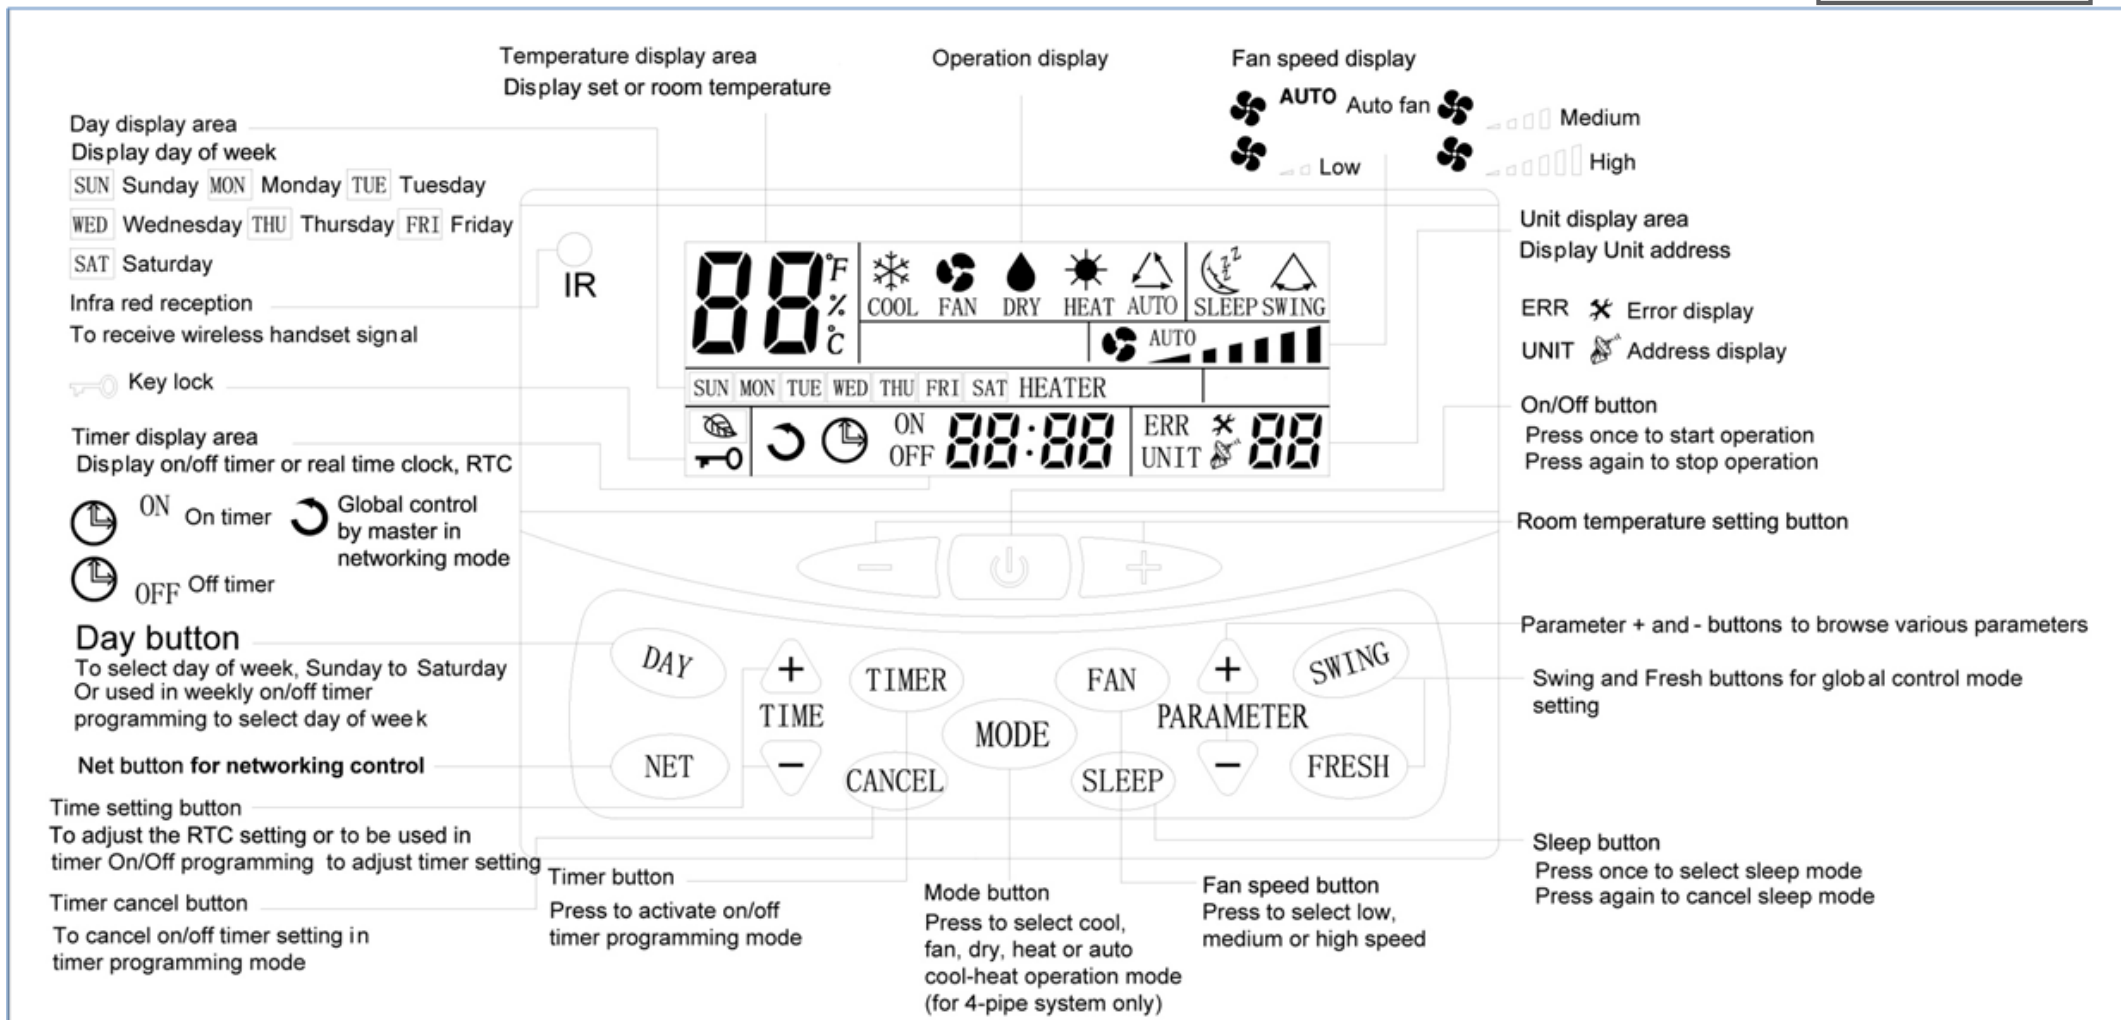 Temperature display area
Display set or room temperature
Operation display
Fan speed display
AUTO Auto fan
Medium
Low
High
Day display area
Display day of week
SUN Sunday MON Monday TUE Tuesday
WED Wednesday THU Thursday FRI Friday
SAT Saturday
Infra red reception
To receive wireless handset signal
Key lock
Timer display area
Display on/off timer or real time clock, RTC
ON On timer
Global control
by master in
networking mode
OFF Off timer
IR
88 °F % °C
COOL FAN DRY HEAT AUTO SLEEP SWING
AUTO
SUN MON TUE WED THU FRI SAT HEATER
ON
OFF
88:88
ERR
UNIT
88
Unit display area
Display Unit address
ERR Error display
UNIT Address display
On/Off button
Press once to start operation
Press again to stop operation
Room temperature setting button
− +
DAY
+
TIME
−
TIMER
MODE
FAN
+
PARAMETER
−
SWING
NET
CANCEL
SLEEP
FRESH
Day button
To select day of week, Sunday to Saturday
Or used in weekly on/off timer
programming to select day of week
Net button for networking control
Time setting button
To adjust the RTC setting or to be used in
timer On/Off programming to adjust timer setting
Timer cancel button
To cancel on/off timer setting in
timer programming mode
Timer button
Press to activate on/off
timer programming mode
Mode button
Press to select cool,
fan, dry, heat or auto
cool-heat operation mode
(for 4-pipe system only)
Fan speed button
Press to select low,
medium or high speed
Parameter + and - buttons to browse various parameters
Swing and Fresh buttons for global control mode
setting
Sleep button
Press once to select sleep mode
Press again to cancel sleep mode